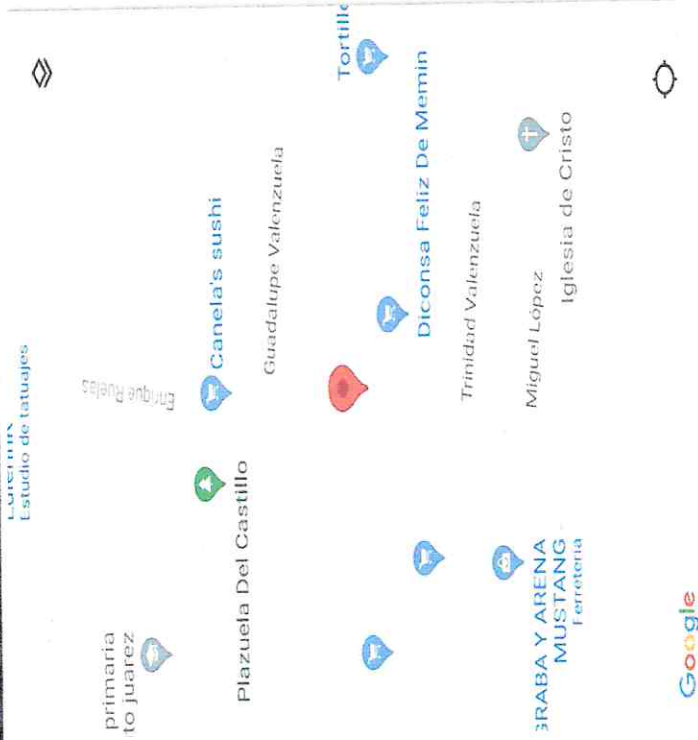 Estudio de tatuajes
primaria
to juarez
Enrique Ruelas
Canela's sushi
Plazuela Del Castillo
Guadalupe Valenzuela
Tortille
Diconsa Feliz De Memin
Trinidad Valenzuela
Miguel López
Iglesia de Cristo
GRABA Y ARENA
MUSTANG
Ferretería
Google